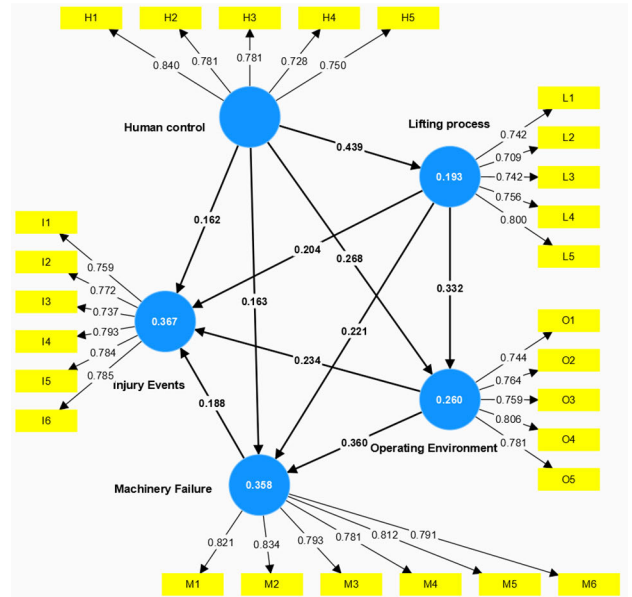 H1 H2 H3 H4 H5
0.840 0.781 0.781 0.728 0.750
Human control
Lifting process
0.439
0.193
L1
L2
L3
L4
L5
0.742
0.709
0.742
0.756
0.800
0.162
0.204
0.268
0.163
0.332
0.221
I1
I2
I3
I4
I5
I6
0.759
0.772
0.737
0.793
0.784
0.785
0.367
njury Events
0.234
0.188
O1
O2
O3
O4
O5
0.744
0.764
0.759
0.806
0.781
0.260
Operating Environment
0.360
Machinery Failure
0.358
0.821 0.834 0.793 0.781 0.812 0.791
M1 M2 M3 M4 M5 M6